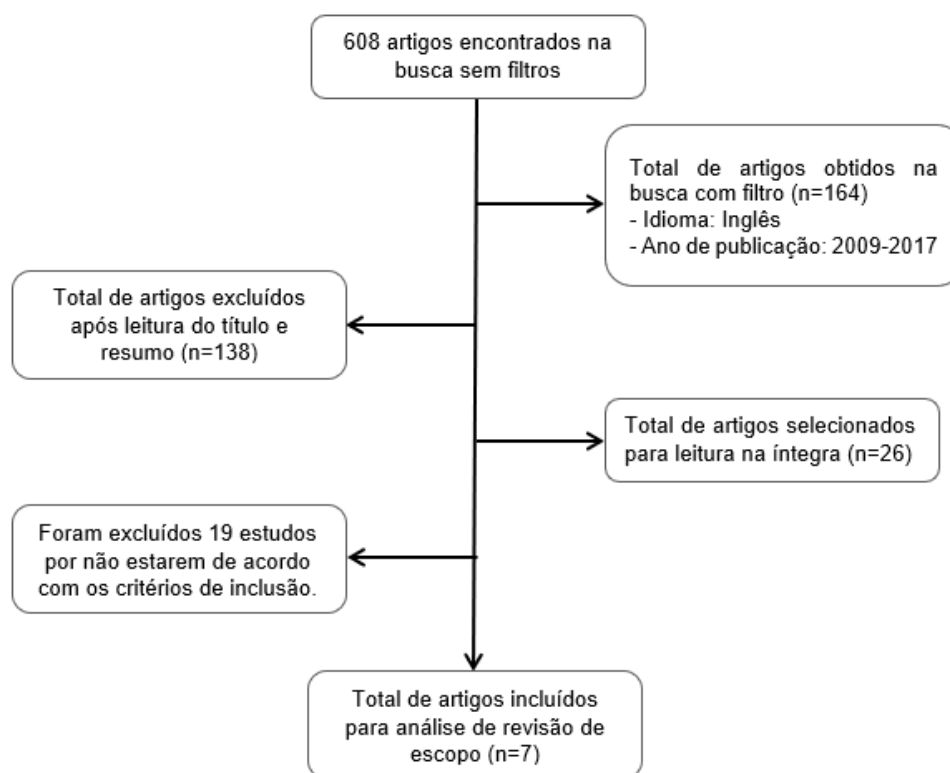 608 artigos encontrados na
busca sem filtros
Total de artigos obtidos na
busca com filtro (n=164)
- Idioma: Inglês
- Ano de publicação: 2009-2017
Total de artigos excluídos
após leitura do título e
resumo (n=138)
Total de artigos selecionados
para leitura na íntegra (n=26)
Foram excluídos 19 estudos
por não estarem de acordo
com os critérios de inclusão.
Total de artigos incluídos
para análise de revisão de
escopo (n=7)